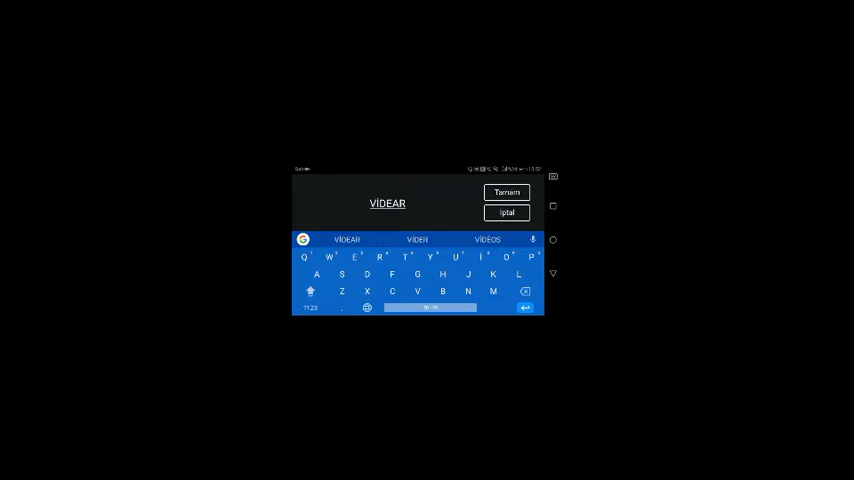 VİDEAR
Tamam
İptal
VİDEAR VİDER VİDEOS
Q W E R T Y U İ O P
A S D F G H J K L
Z X C V B N M
?123 ,